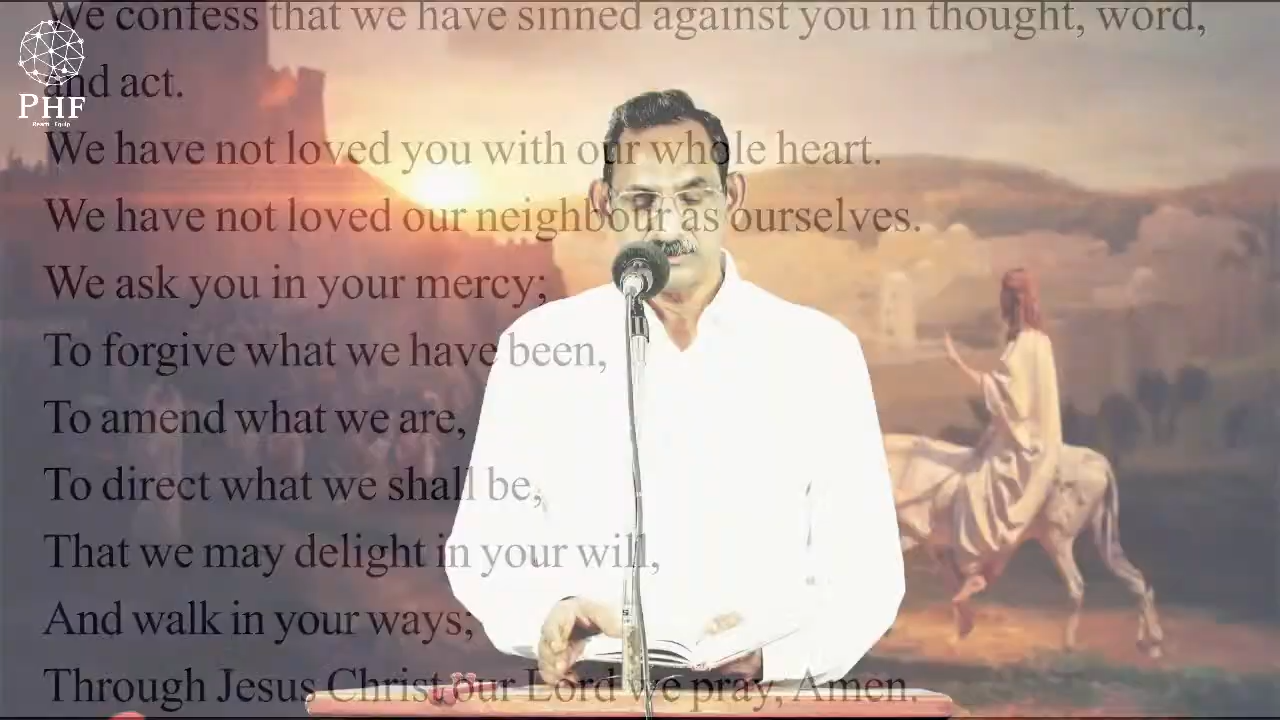 We confess that we have sinned against you in thought, word,
and act.
PHF
Reach Equip
We have not loved you with our whole heart.
We have not loved our neighbour as ourselves.
We ask you in your mercy;
To forgive what we have been,
To amend what we are,
To direct what we shall be,
That we may delight in your will,
And walk in your ways;
Through Jesus Christ our Lord we pray, Amen.